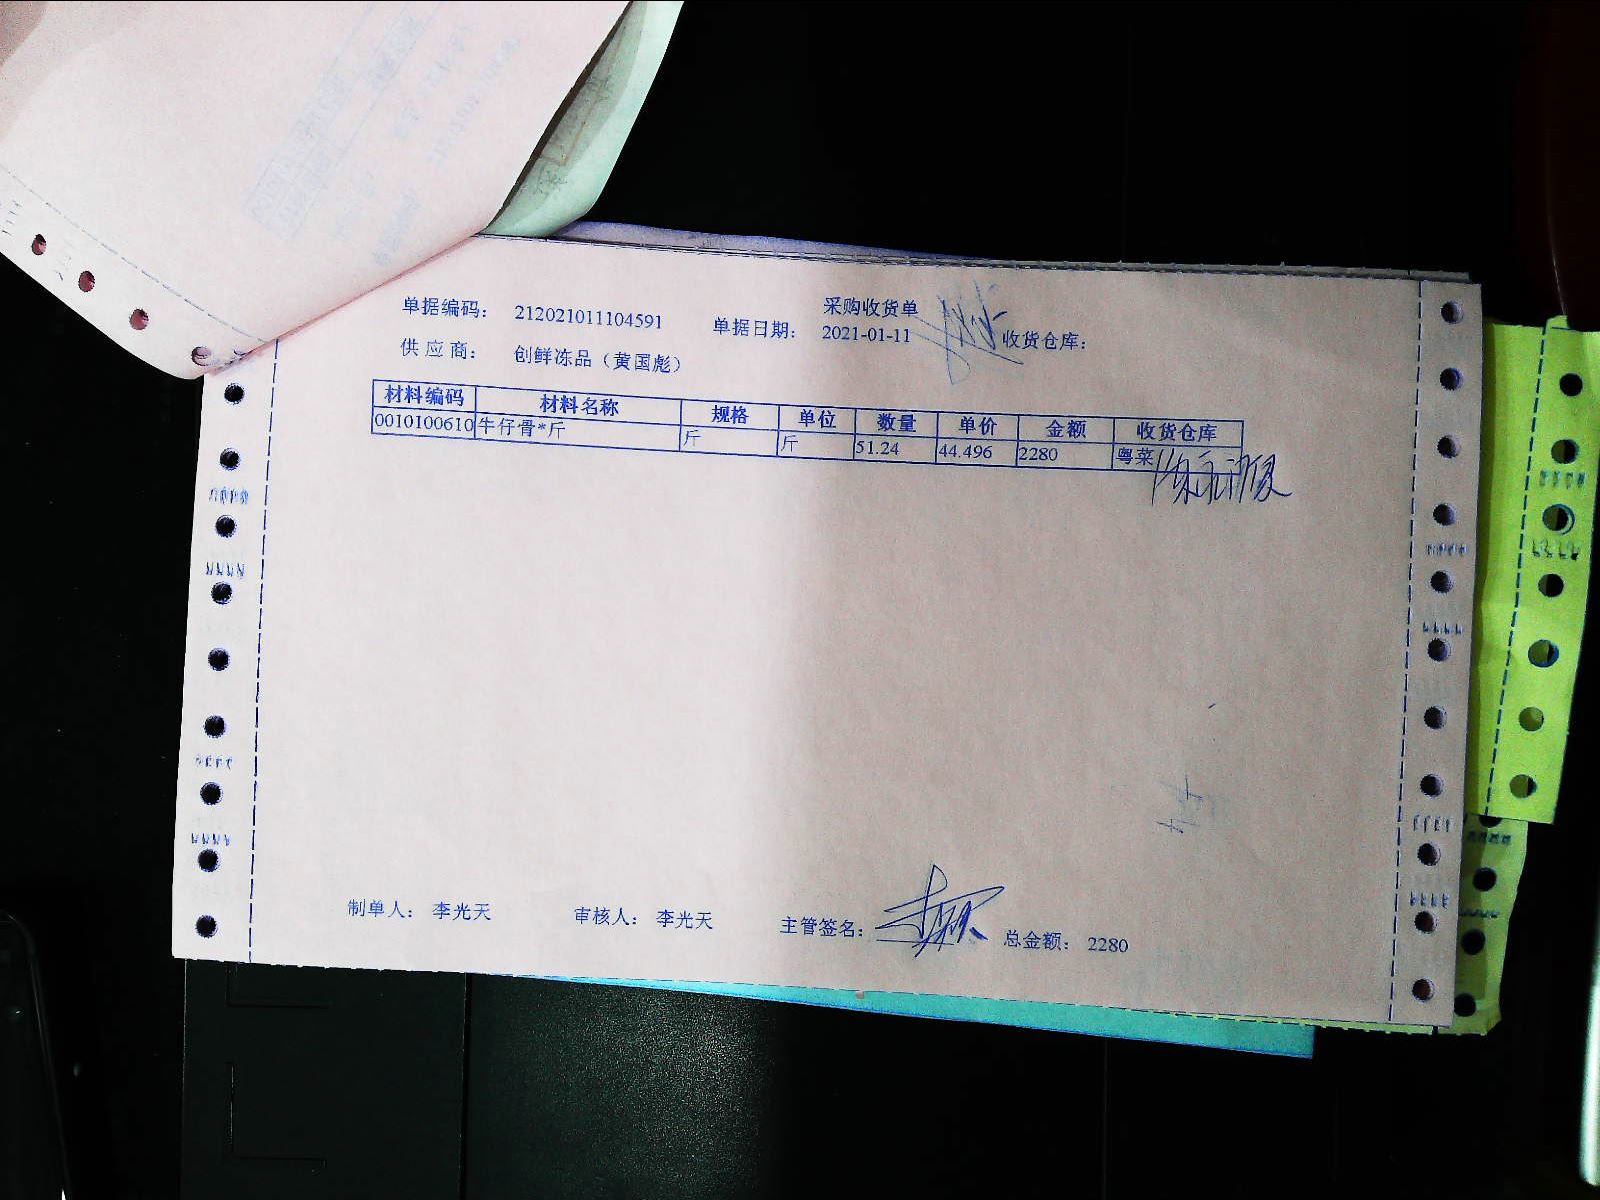 采购收货单
单据编码： 212021011104591 单据日期： 2021-01-11 收货仓库：
供应商： 创鲜冻品（黄国彪）
材料编码 材料名称 规格 单位 数量 单价 金额 收货仓库
0010100610 牛仔骨*斤 斤 斤 51.24 44.496 2280 粤菜
制单人： 李光天 审核人： 李光天 主管签名： 总金额： 2280